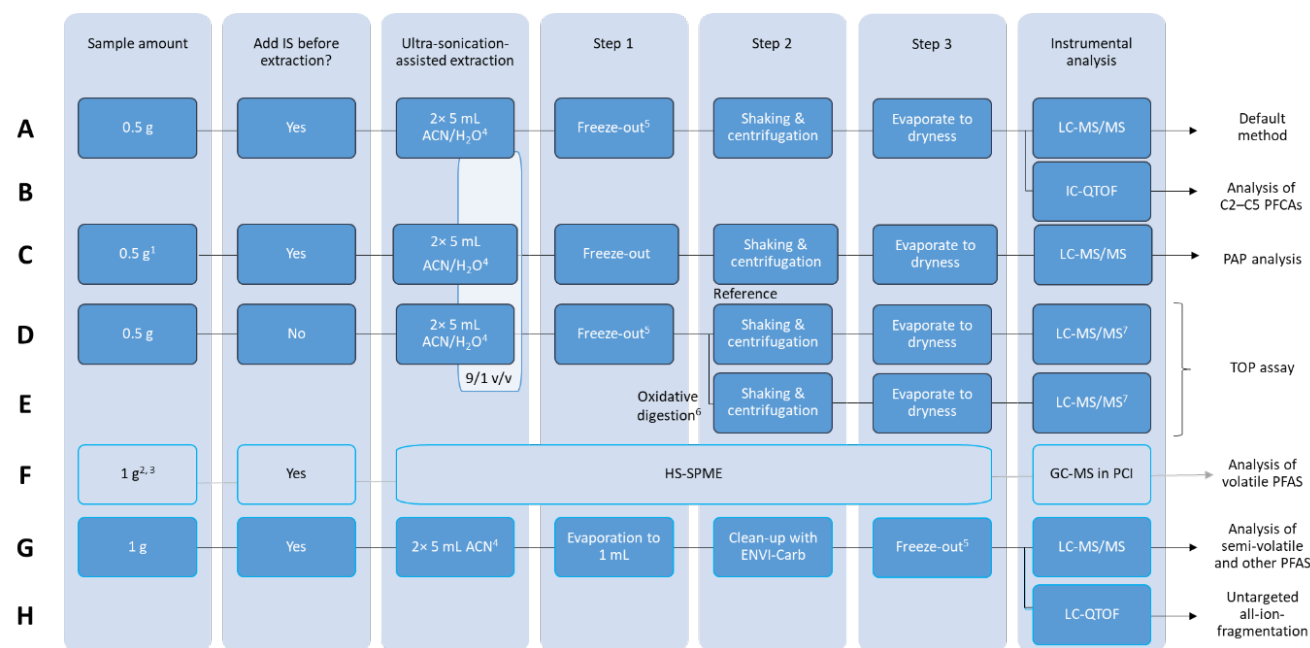 Sample amount
Add IS before
extraction?
Ultra-sonication-
assisted extraction
Step 1
Step 2
Step 3
Instrumental
analysis
A
0.5 g
Yes
2× 5 mL
ACN/H₂O⁴
Freeze-out⁵
Shaking &
centrifugation
Evaporate to
dryness
LC-MS/MS
Default
method
B
IC-QTOF
Analysis of
C2–C5 PFCAs
C
0.5 g¹
Yes
2× 5 mL
ACN/H₂O⁴
Freeze-out
Shaking &
centrifugation
Evaporate to
dryness
LC-MS/MS
PAP analysis
Reference
D
0.5 g
No
2× 5 mL
ACN/H₂O⁴
Freeze-out⁵
Shaking &
centrifugation
Evaporate to
dryness
LC-MS/MS⁷
TOP assay
9/1 v/v
E
Oxidative
digestion⁶
Shaking &
centrifugation
Evaporate to
dryness
LC-MS/MS⁷
F
1 g²˒ ³
Yes
HS-SPME
GC-MS in PCI
Analysis of
volatile PFAS
G
1 g
Yes
2× 5 mL ACN⁴
Evaporation to
1 mL
Clean-up with
ENVI-Carb
Freeze-out⁵
LC-MS/MS
Analysis of
semi-volatile
and other PFAS
H
LC-QTOF
Untargeted
all-ion-
fragmentation